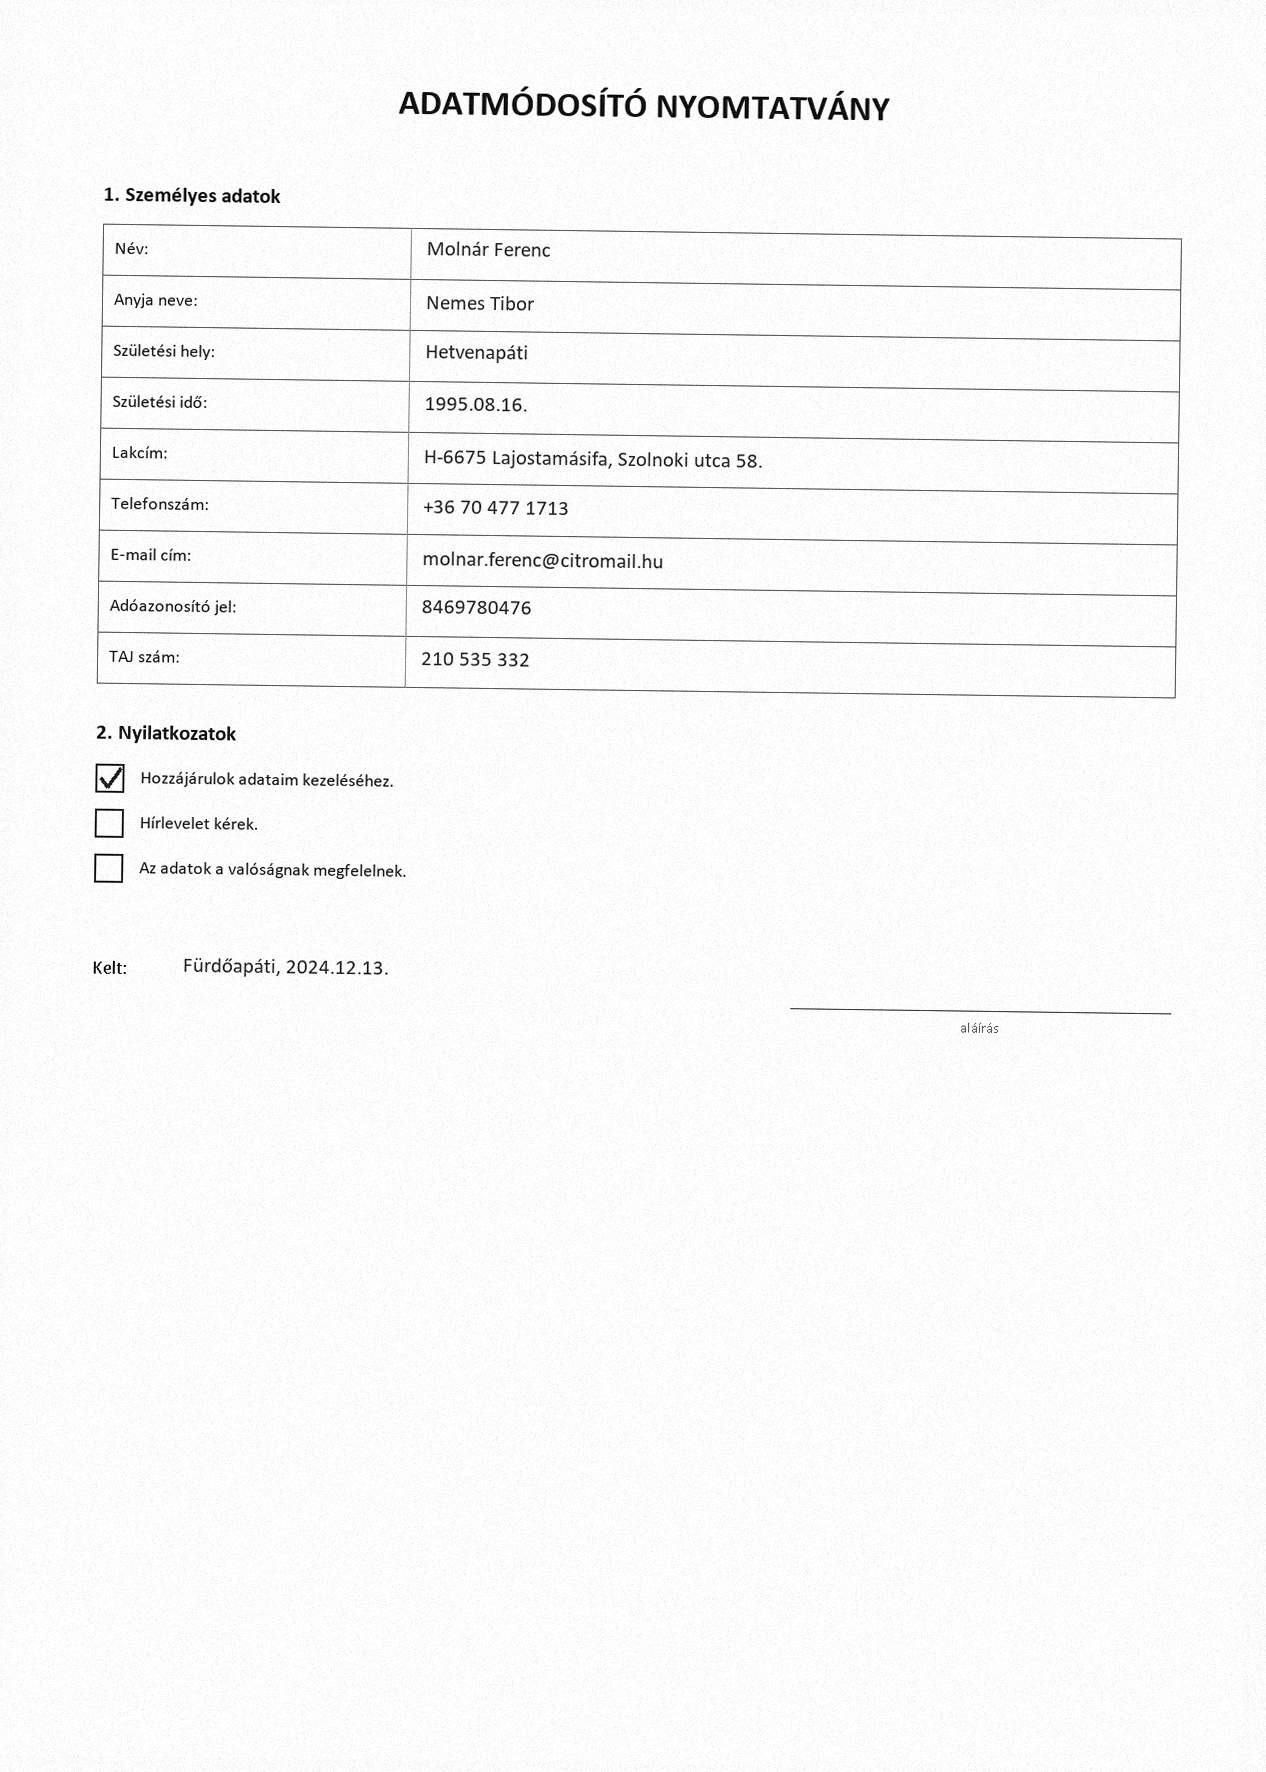 ADATMÓDOSÍTÓ NYOMTATVÁNY
1. Személyes adatok
Név: Molnár Ferenc
Anyja neve: Nemes Tibor
Születési hely: Hetvenapáti
Születési idő: 1995.08.16.
Lakcím: H-6675 Lajostamásifa, Szolnoki utca 58.
Telefonszám: +36 70 477 1713
E-mail cím: molnar.ferenc@citromail.hu
Adóazonosító jel: 8469780476
TAJ szám: 210 535 332
2. Nyilatkozatok
Hozzájárulok adataim kezeléséhez.
Hírlevelet kérek.
Az adatok a valóságnak megfelelnek.
Kelt: Fürdőapáti, 2024.12.13.
aláírás